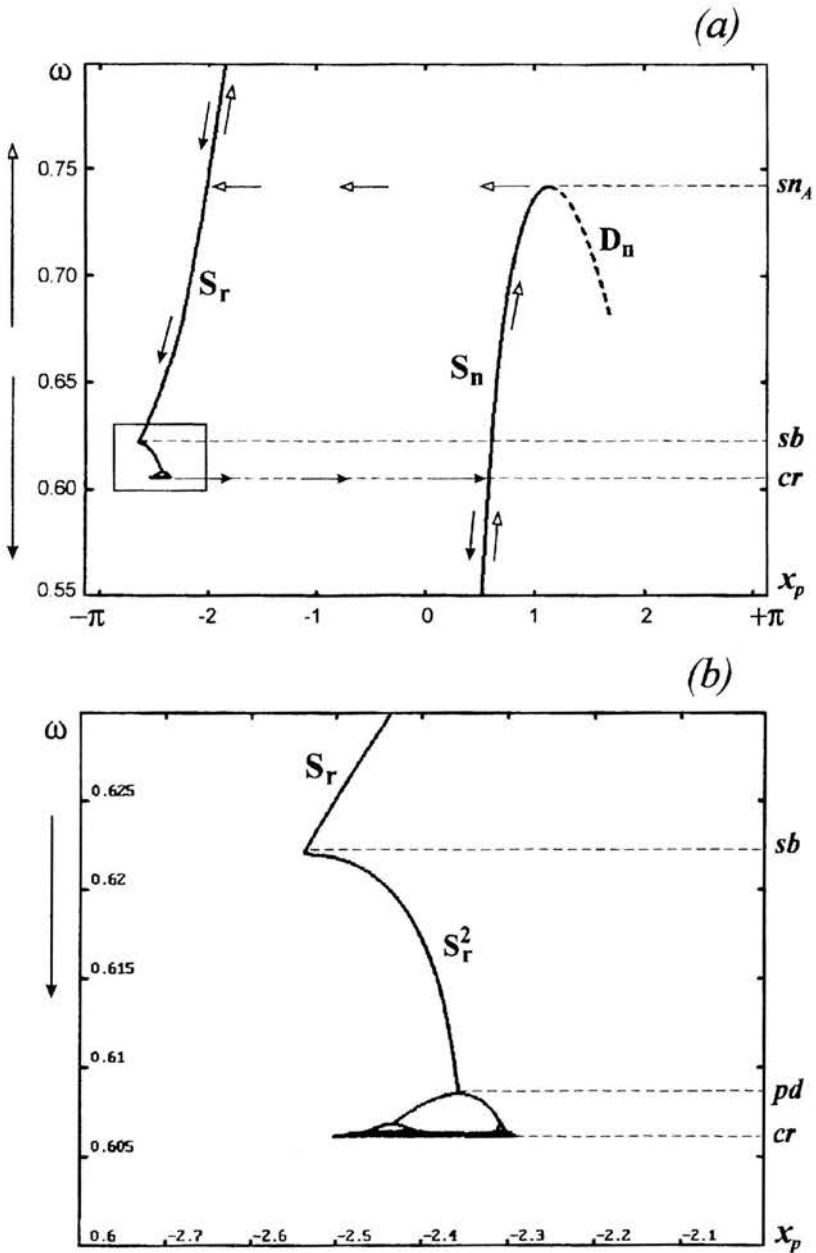 (a)
ω
0.75
sn_A
D_n
0.70
S_r
S_n
0.65
sb
0.60
cr
0.55
x_p
−π -2 -1 0 1 2 +π
(b)
ω
S_r
0.625
sb
0.62
S_r^2
0.615
0.61
pd
0.605
cr
0.6 -2.7 -2.6 -2.5 -2.4 -2.3 -2.2 -2.1 x_p